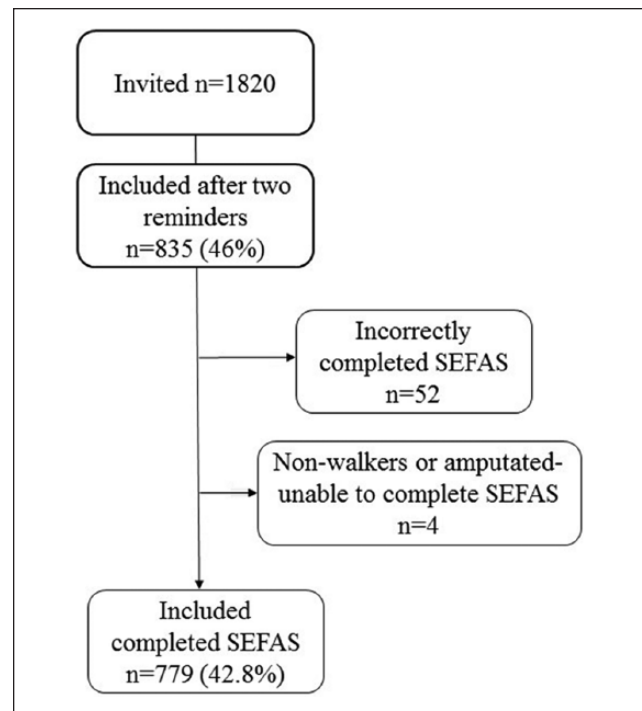 Invited n=1820
Included after two
reminders
n=835 (46%)
Incorrectly
completed SEFAS
n=52
Non-walkers or amputated-
unable to complete SEFAS
n=4
Included
completed SEFAS
n=779 (42.8%)